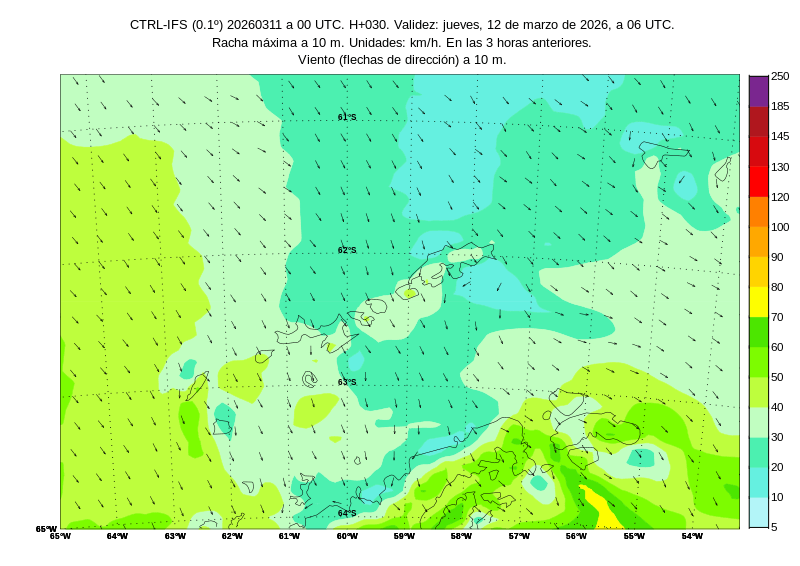 CTRL-IFS (0.1º) 20260311 a 00 UTC. H+030. Validez: jueves, 12 de marzo de 2026, a 06 UTC.
Racha máxima a 10 m. Unidades: km/h. En las 3 horas anteriores.
Viento (flechas de dirección) a 10 m.
250
185
145
130
120
100
90
80
70
60
50
40
30
20
10
5
61°S
62°S
63°S
64°S
65°W
65°W 64°W 63°W 62°W 61°W 60°W 59°W 58°W 57°W 56°W 55°W 54°W